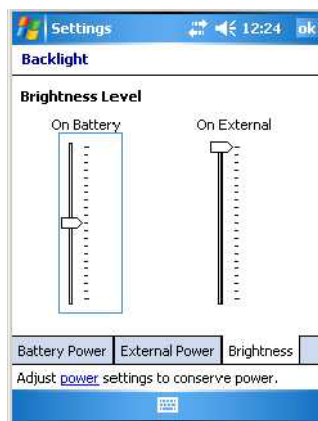 Settings 12:24 ok
Backlight
Brightness Level
On Battery On External
Battery Power External Power Brightness
Adjust power settings to conserve power.